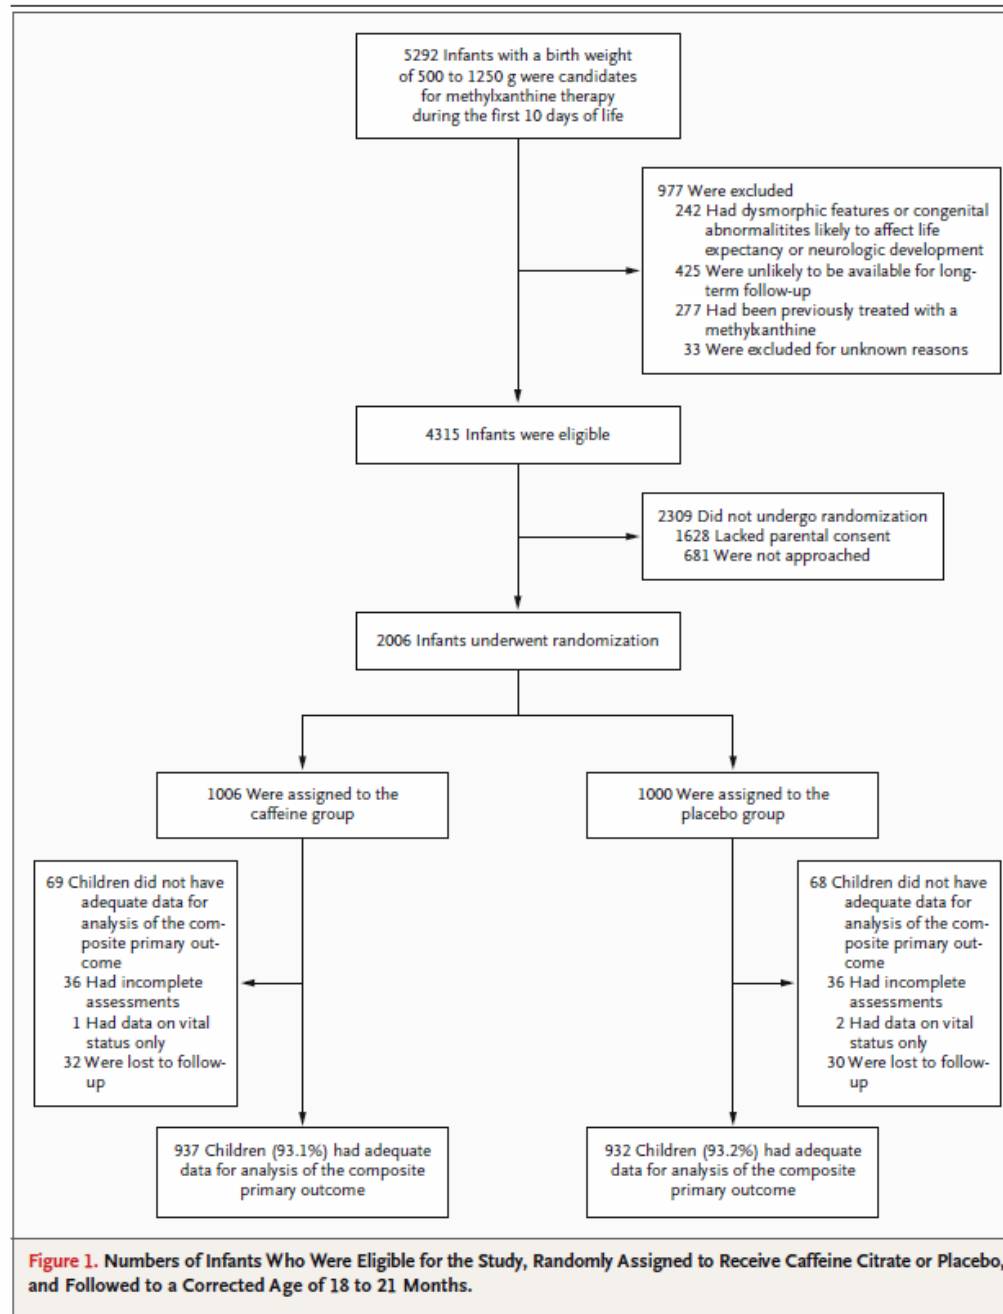 5292 Infants with a birth weight
of 500 to 1250 g were candidates
for methylxanthine therapy
during the first 10 days of life
977 Were excluded
242 Had dysmorphic features or congenital
abnormalitites likely to affect life
expectancy or neurologic development
425 Were unlikely to be available for long-
term follow-up
277 Had been previously treated with a
methylxanthine
33 Were excluded for unknown reasons
4315 Infants were eligible
2309 Did not undergo randomization
1628 Lacked parental consent
681 Were not approached
2006 Infants underwent randomization
1006 Were assigned to the
caffeine group
1000 Were assigned to the
placebo group
69 Children did not have
adequate data for
analysis of the com-
posite primary out-
come
36 Had incomplete
assessments
1 Had data on vital
status only
32 Were lost to follow-
up
68 Children did not have
adequate data for
analysis of the com-
posite primary out-
come
36 Had incomplete
assessments
2 Had data on vital
status only
30 Were lost to follow-
up
937 Children (93.1%) had adequate
data for analysis of the composite
primary outcome
932 Children (93.2%) had adequate
data for analysis of the composite
primary outcome
Figure 1. Numbers of Infants Who Were Eligible for the Study, Randomly Assigned to Receive Caffeine Citrate or Placebo,
and Followed to a Corrected Age of 18 to 21 Months.